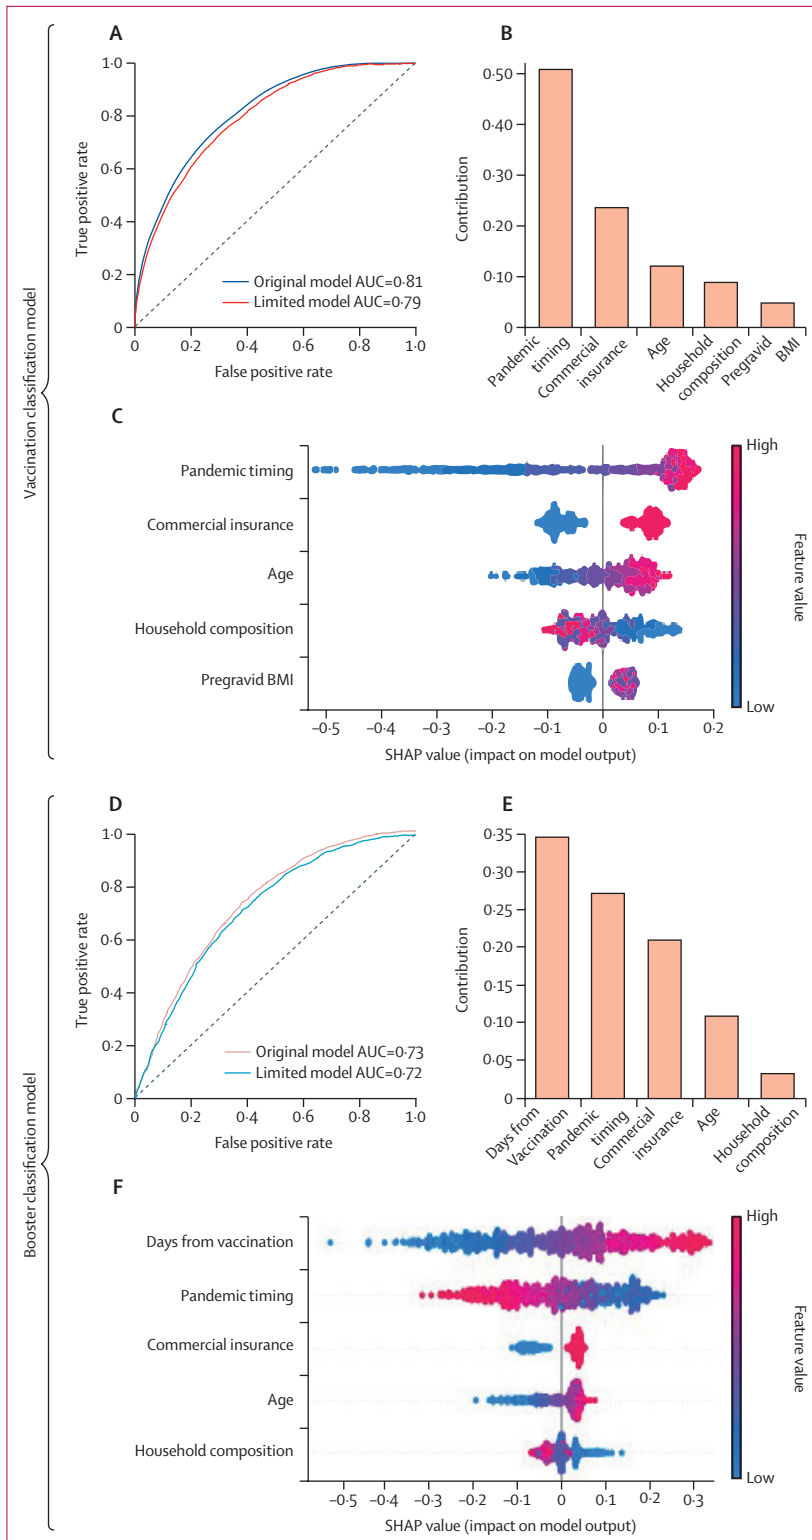 Vaccination classification model
A
1·0
0·8
0·6
0·4
0·2
0
True positive rate
Original model AUC=0·81
Limited model AUC=0·79
0
0·2
0·4
0·6
0·8
1·0
False positive rate
B
0·50
0·40
0·30
0·20
0·10
0
Contribution
Pandemic
timing
Commercial
insurance
Age
Household
composition
Pregravid
BMI
C
Pandemic timing
Commercial insurance
Age
Household composition
Pregravid BMI
–0·5
–0·4
–0·3
–0·2
–0·1
0
0·1
0·2
SHAP value (impact on model output)
High
Low
Feature value
Booster classification model
D
1·0
0·8
0·6
0·4
0·2
0
True positive rate
Original model AUC=0·73
Limited model AUC=0·72
0
0·2
0·4
0·6
0·8
1·0
False positive rate
E
0·35
0·30
0·25
0·20
0·15
0·10
0·05
0
Contribution
Days from
Vaccination
Pandemic
timing
Commercial
insurance
Age
Household
composition
F
Days from vaccination
Pandemic timing
Commercial insurance
Age
Household composition
–0·5
–0·4
–0·3
–0·2
–0·1
0
0·1
0·2
0·3
SHAP value (impact on model output)
High
Low
Feature value